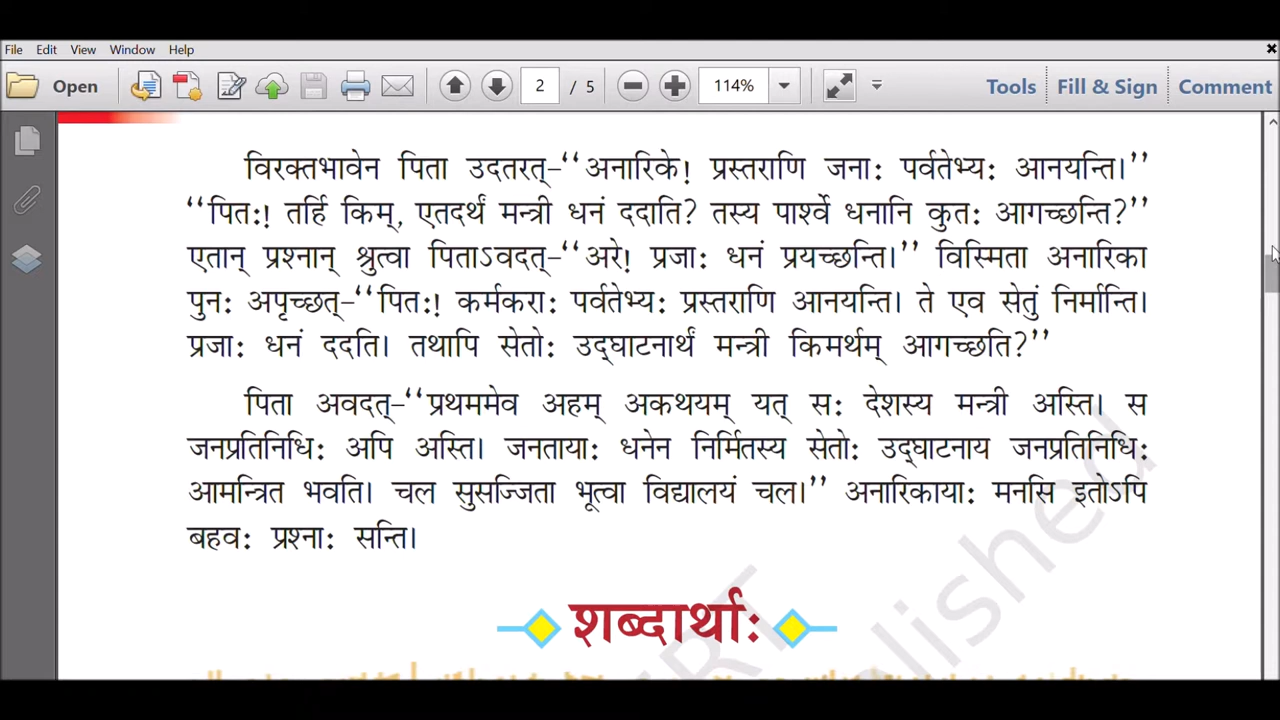 File Edit View Window Help
Open 2 / 5 114% Tools Fill & Sign Comment
विरक्तभावेन पिता उदतरत्-‘‘अनारिके! प्रस्तराणि जनाः पर्वतेभ्यः आनयन्ति।’’
‘‘पितः! तर्हि किम्, एतदर्थं मन्त्री धनं ददाति? तस्य पार्श्वे धनानि कुतः आगच्छन्ति?’’
एतान् प्रश्नान् श्रुत्वा पिताऽवदत्-‘‘अरे! प्रजाः धनं प्रयच्छन्ति।’’ विस्मिता अनारिका
पुनः अपृच्छत्-‘‘पितः! कर्मकराः पर्वतेभ्यः प्रस्तराणि आनयन्ति। ते एव सेतुं निर्मान्ति।
प्रजाः धनं ददति। तथापि सेतोः उद्घाटनार्थं मन्त्री किमर्थम् आगच्छति?’’
पिता अवदत्-‘‘प्रथममेव अहम् अकथयम् यत् सः देशस्य मन्त्री अस्ति। स
जनप्रतिनिधिः अपि अस्ति। जनतायाः धनेन निर्मितस्य सेतोः उद्घाटनाय जनप्रतिनिधिः
आमन्त्रित भवति। चल सुसज्जिता भूत्वा विद्यालयं चल।’’ अनारिकायाः मनसि इतोऽपि
बहवः प्रश्नाः सन्ति।
शब्दार्थाः